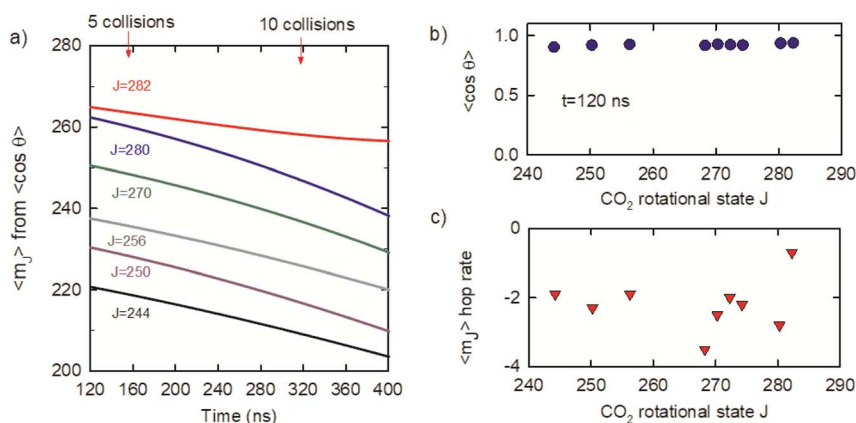 5 collisions
10 collisions
a)
280
260
240
220
200
<m_J> from <cos θ>
J=282
J=280
J=270
J=256
J=250
J=244
120 160 200 240 280 320 360 400
Time (ns)
b)
1.0
0.5
0.0
<cos θ>
t=120 ns
240 250 260 270 280 290
CO₂ rotational state J
c)
0
-2
-4
<m_J> hop rate
240 250 260 270 280 290
CO₂ rotational state J